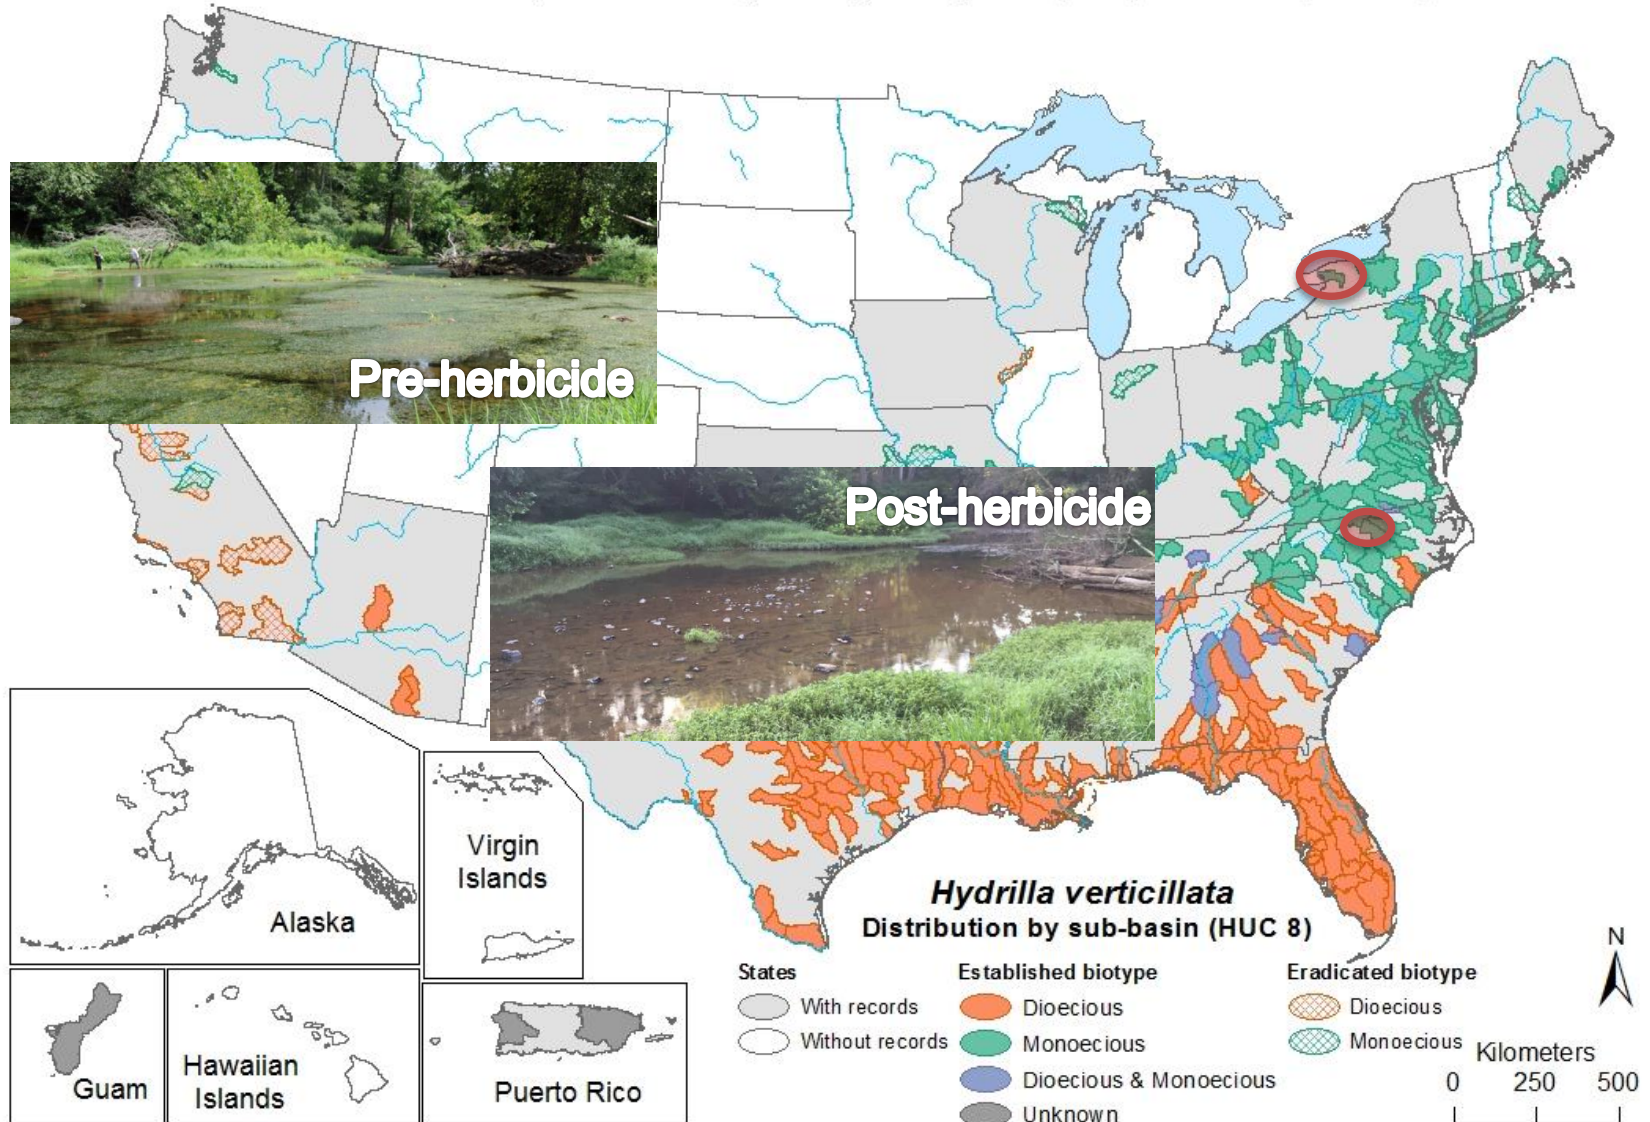 Pre-herbicide
Post-herbicide
Alaska
Virgin
Islands
Guam
Hawaiian
Islands
Puerto Rico
Hydrilla verticillata
Distribution by sub-basin (HUC 8)
States
With records
Without records
Established biotype
Dioecious
Monoecious
Dioecious & Monoecious
Unknown
Eradicated biotype
Dioecious
Monoecious
N
Kilometers
0 250 500